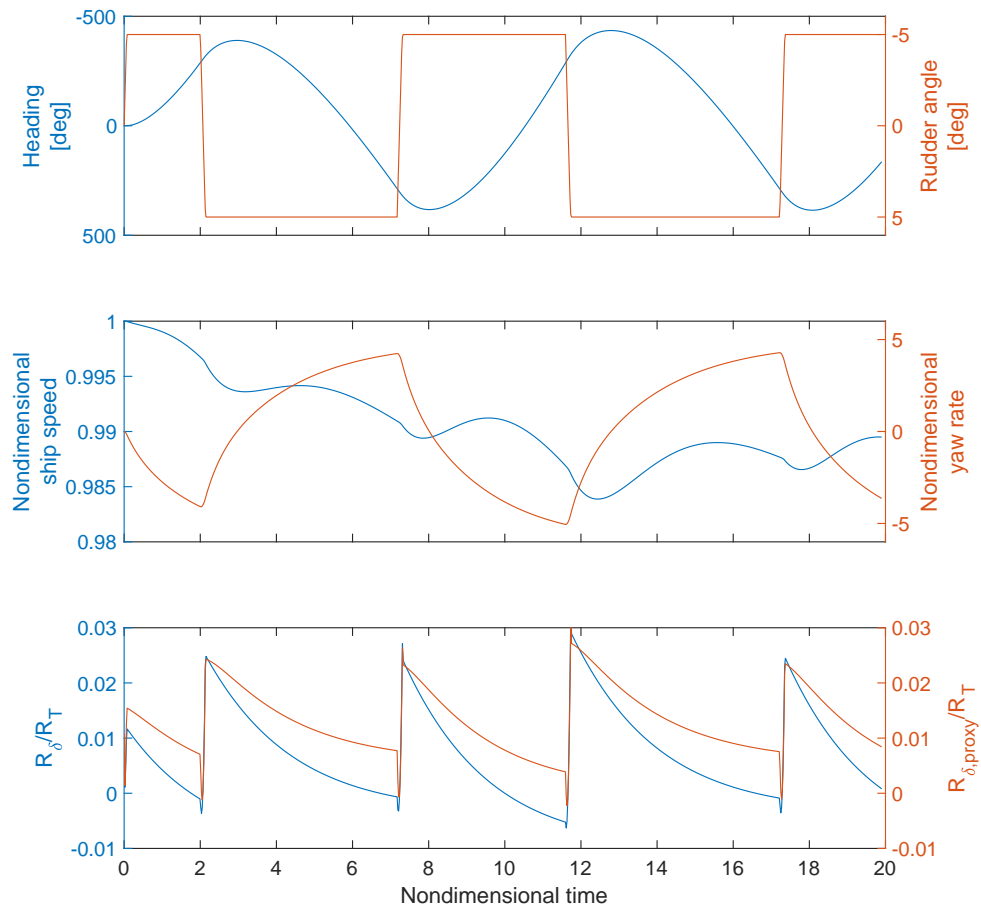 -500
0
500
Heading
[deg]
-5
0
5
Rudder angle
[deg]
1
0.995
0.99
0.985
0.98
Nondimensional
ship speed
5
0
-5
Nondimensional
yaw rate
0.03
0.02
0.01
0
-0.01
R_δ/R_T
0.03
0.02
0.01
0
-0.01
R_δ,proxy/R_T
0 2 4 6 8 10 12 14 16 18 20
Nondimensional time